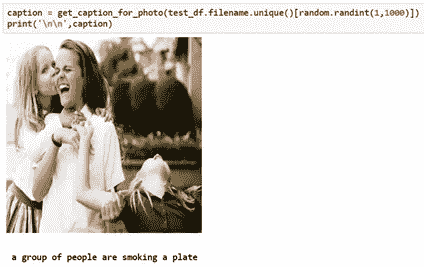 caption = get_caption_for_photo(test_df.filename.unique()[random.randint(1,1000)])
print('\n\n',caption)
a group of people are smoking a plate